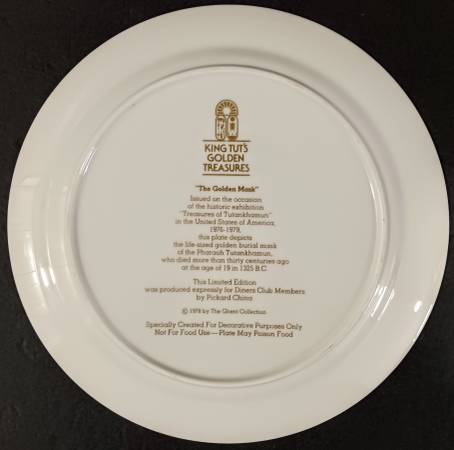 KING TUT'S
GOLDEN
TREASURES
"The Golden Mask"
Issued on the occasion
of the historic exhibition
"Treasures of Tutankhamun"
in the United States of America,
1976-1979,
this plate depicts
the life-sized golden burial mask
of the Pharaoh Tutankhamun,
who died more than thirty centuries ago
at the age of 19 in 1325 B.C.
This Limited Edition
was produced expressly for Diners Club Members
by Pickard China
© 1978 by The Ghent Collection
Specially Created For Decorative Purposes Only
Not For Food Use—Plate May Poison Food